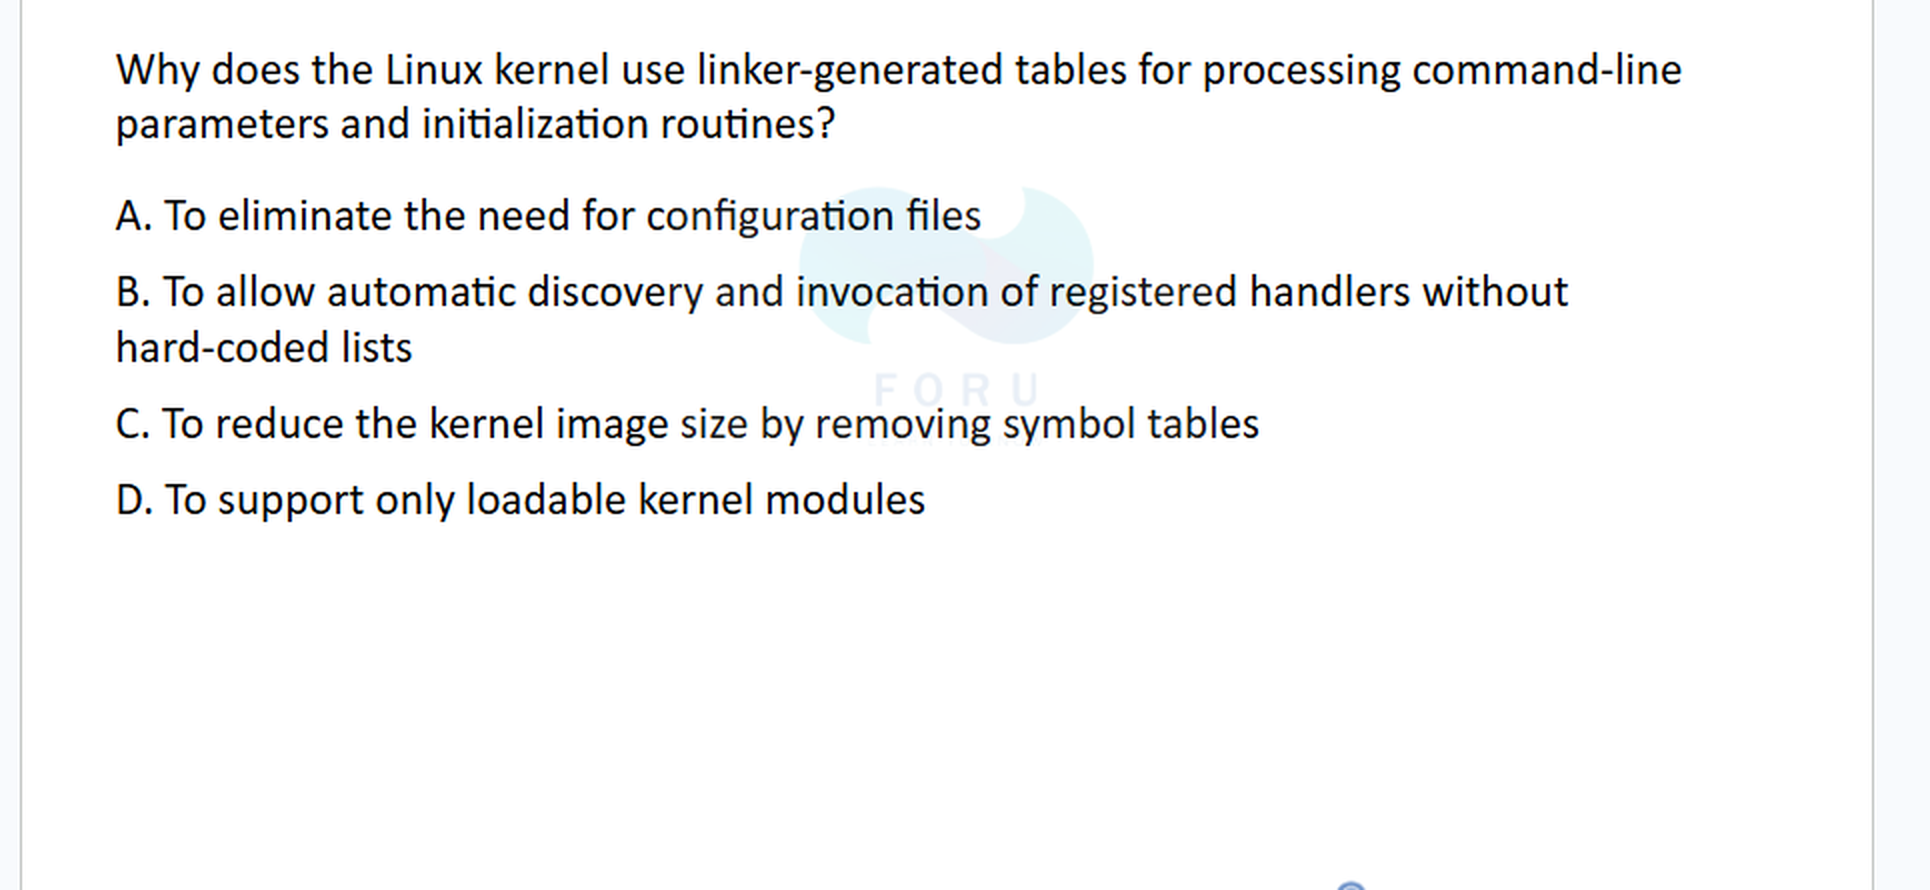 Why does the Linux kernel use linker-generated tables for processing command-line
parameters and initialization routines?
A. To eliminate the need for configuration files
B. To allow automatic discovery and invocation of registered handlers without
hard-coded lists
FORU
C. To reduce the kernel image size by removing symbol tables
D. To support only loadable kernel modules